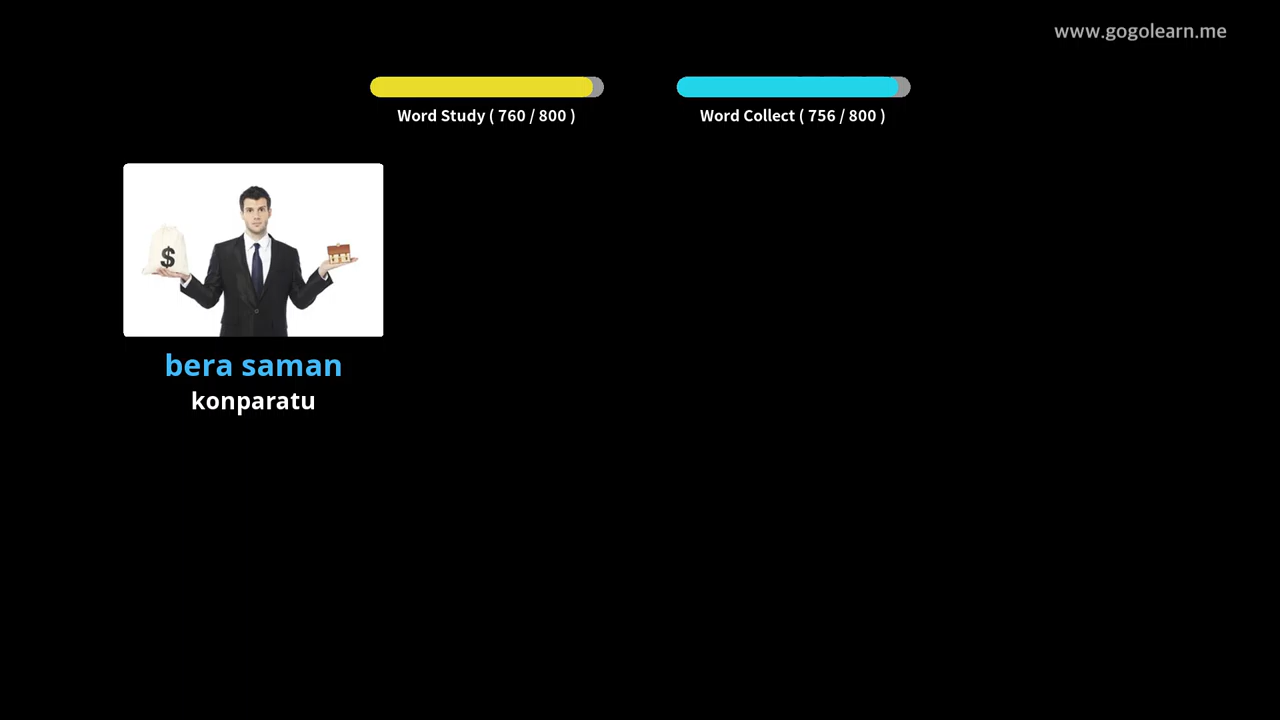 www.gogolearn.me
Word Study ( 760 / 800 )
Word Collect ( 756 / 800 )
$
bera saman
konparatu